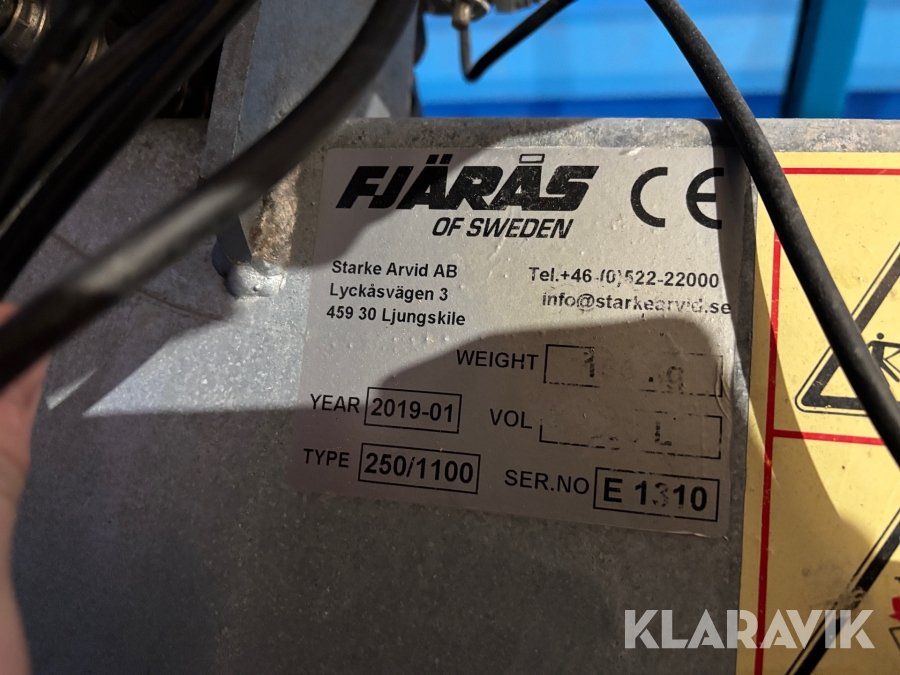 FJÄRÅS
OF SWEDEN
CE
Starke Arvid AB
Lyckåsvägen 3
459 30 Ljungskile
Tel.+46-(0)522-22000
info@starkearvid.se
WEIGHT kg
YEAR 2019-01
VOL L
TYPE 250/1100
SER.NO E 1310
KLARAVIK